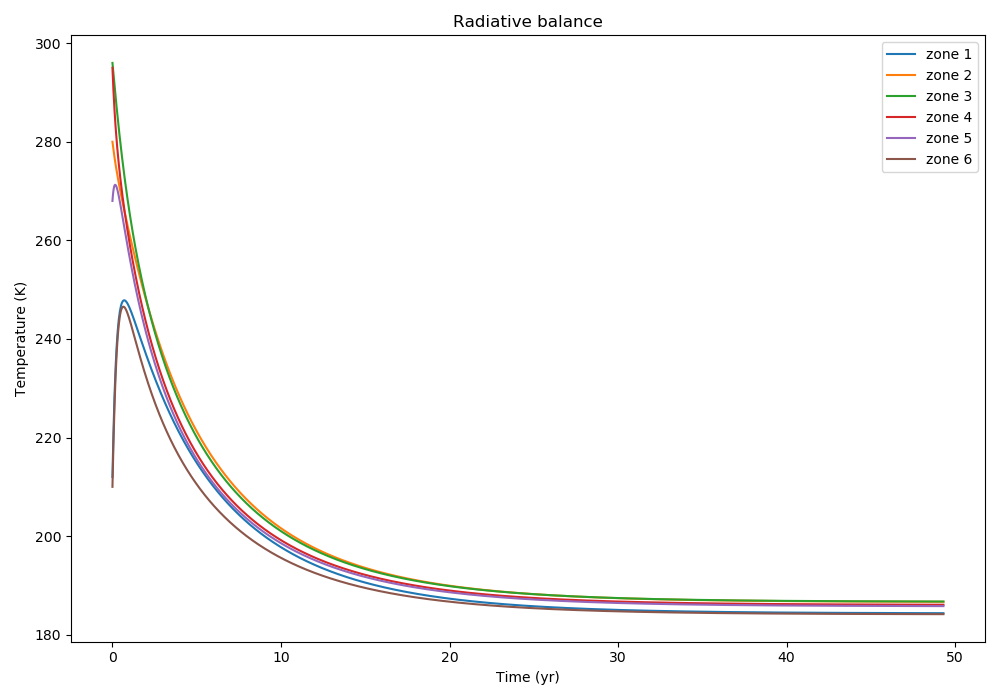 Radiative balance
300
280
260
240
220
200
180
Temperature (K)
0 10 20 30 40 50
Time (yr)
zone 1
zone 2
zone 3
zone 4
zone 5
zone 6